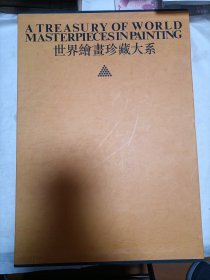 A TREASURY OF WORLD
MASTERPIECES IN PAINTING
世界繪畫珍藏大系